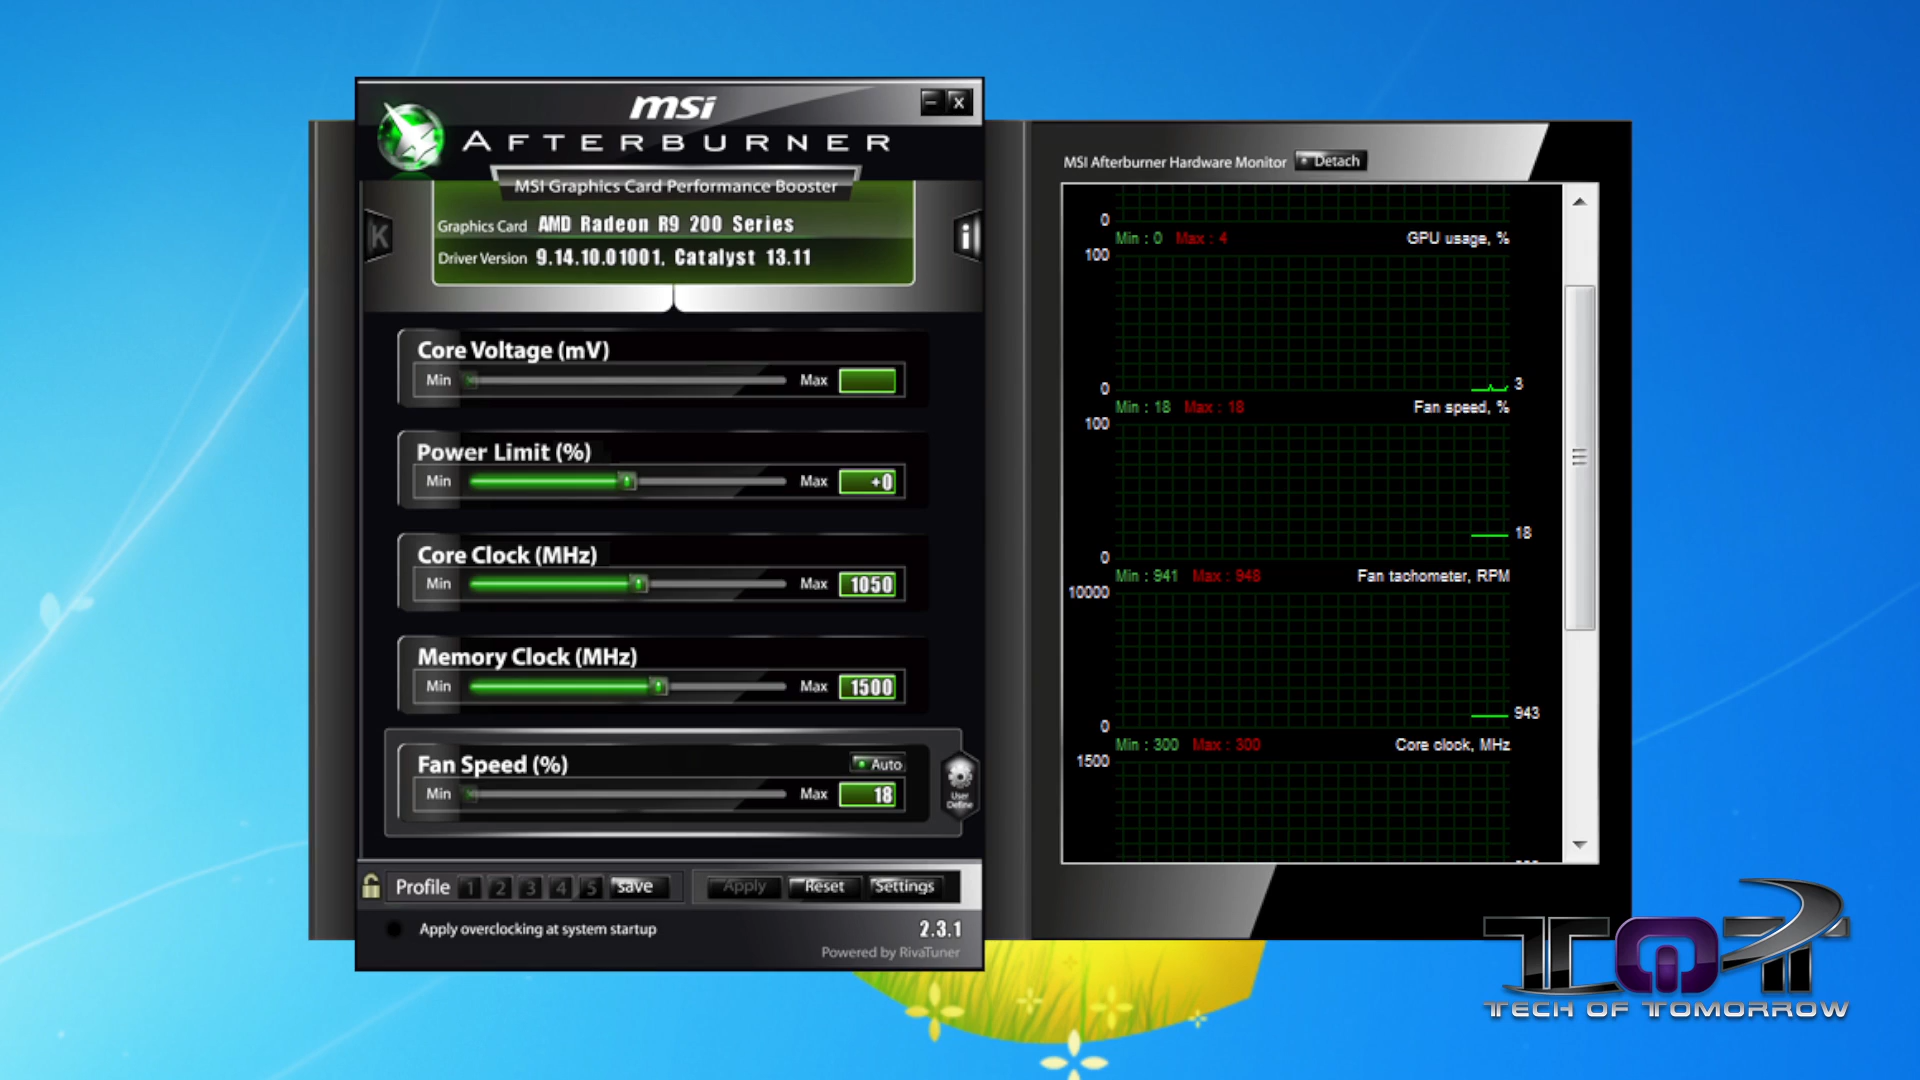 msi
AFTERBURNER
MSI Graphics Card Performance Booster
Graphics Card AMD Radeon R9 200 Series
Driver Version 9.14.10.01001, Catalyst 13.11
K
i
Core Voltage (mV)
Min Max
Power Limit (%)
Min Max +0
Core Clock (MHz)
Min Max 1050
Memory Clock (MHz)
Min Max 1500
Fan Speed (%)
Auto
Min Max 18
User Define
Profile 1 2 3 4 5 save
Apply Reset Settings
Apply overclocking at system startup
2.3.1
Powered by RivaTuner
MSI Afterburner Hardware Monitor Detach
0
Min : 0 Max : 4 GPU usage, %
100
3
0
Min : 18 Max : 18 Fan speed, %
100
18
0
Min : 941 Max : 948 Fan tachometer, RPM
10000
943
0
Min : 300 Max : 300 Core clock, MHz
1500
TOT
TECH OF TOMORROW